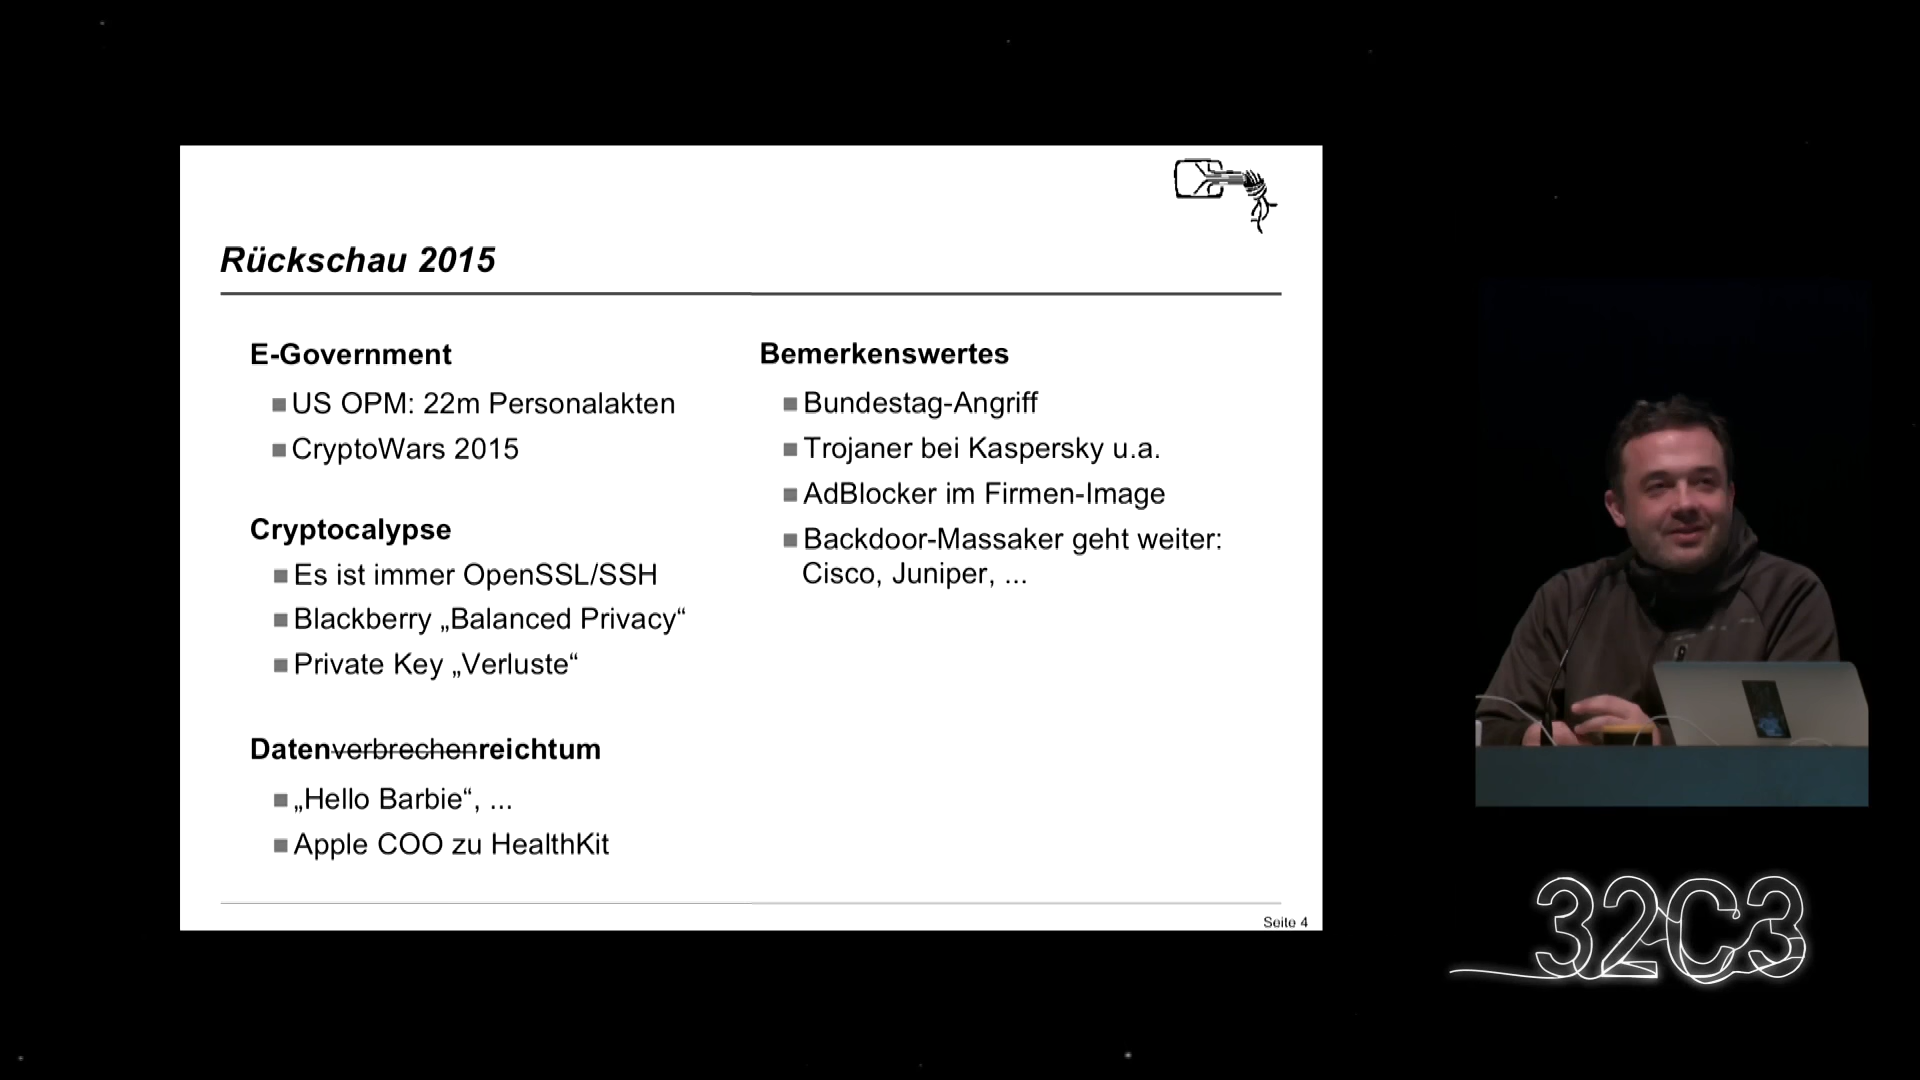 Rückschau 2015
E-Government
US OPM: 22m Personalakten
CryptoWars 2015
Cryptocalypse
Es ist immer OpenSSL/SSH
Blackberry „Balanced Privacy“
Private Key „Verluste“
Datenverbrechenreichtum
„Hello Barbie“, ...
Apple COO zu HealthKit
Bemerkenswertes
Bundestag-Angriff
Trojaner bei Kaspersky u.a.
AdBlocker im Firmen-Image
Backdoor-Massaker geht weiter:
Cisco, Juniper, ...
Seite 4
32C3